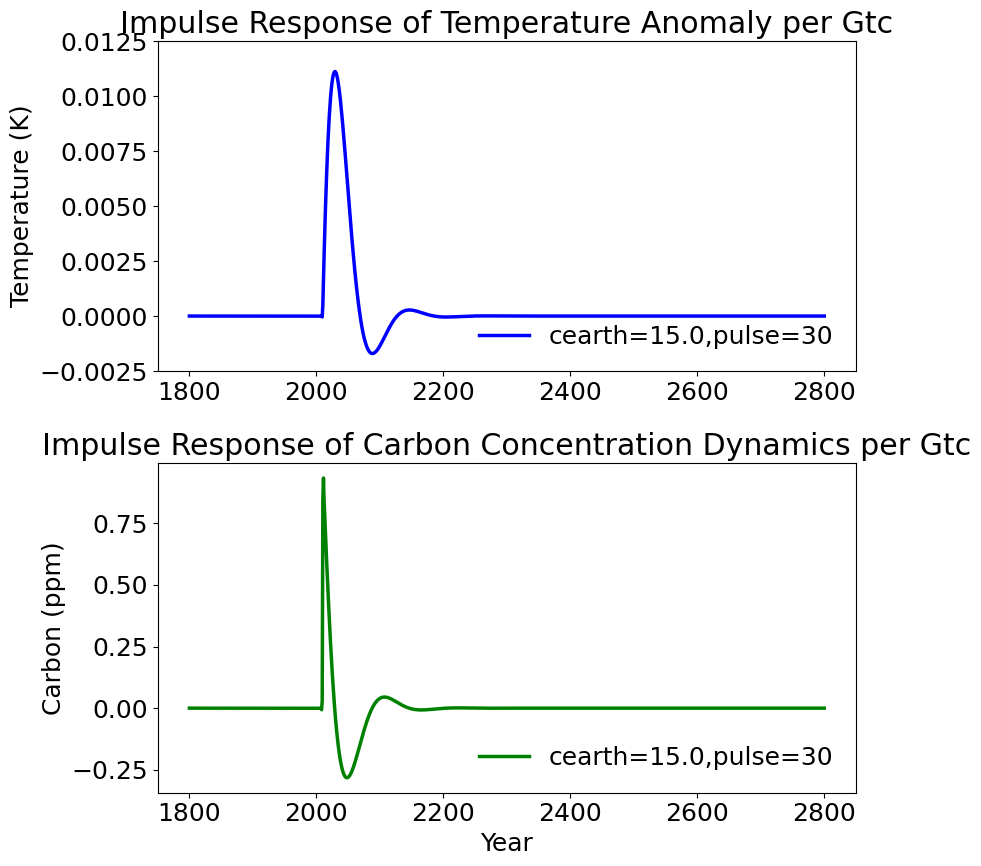 Impulse Response of Temperature Anomaly per Gtc
0.0125
0.0100
0.0075
0.0050
0.0025
0.0000
−0.0025
Temperature (K)
cearth=15.0,pulse=30
1800 2000 2200 2400 2600 2800
Impulse Response of Carbon Concentration Dynamics per Gtc
0.75
0.50
0.25
0.00
−0.25
Carbon (ppm)
cearth=15.0,pulse=30
1800 2000 2200 2400 2600 2800
Year